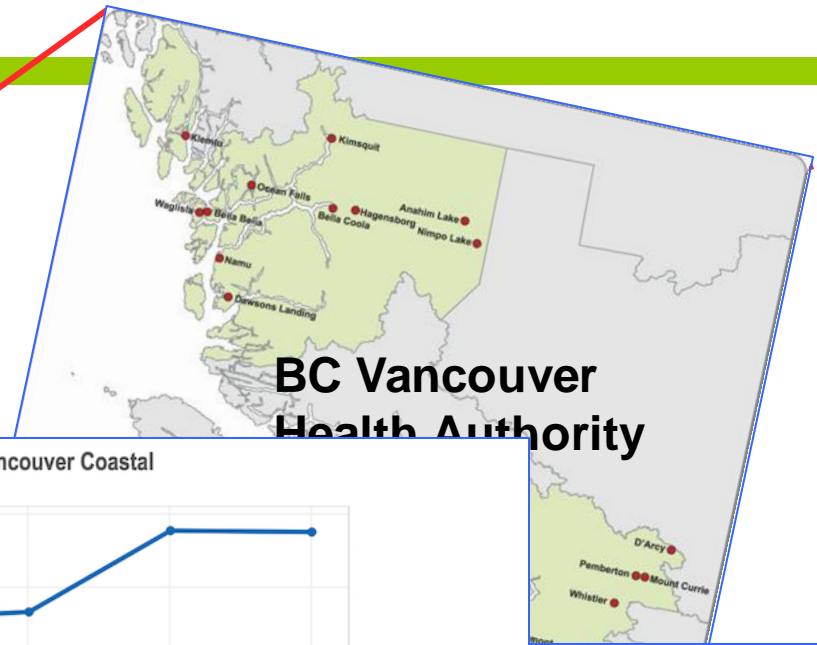 Klemtu
Kimsquit
Ocean Falls
Waglisla
Bella Bella
Bella Coola
Hagensborg
Anahim Lake
Nimpo Lake
Namu
Dawsons Landing
BC Vancouver
Health Authority
ncouver Coastal
D'Arcy
Pemberton
Mount Currie
Whistler
mont